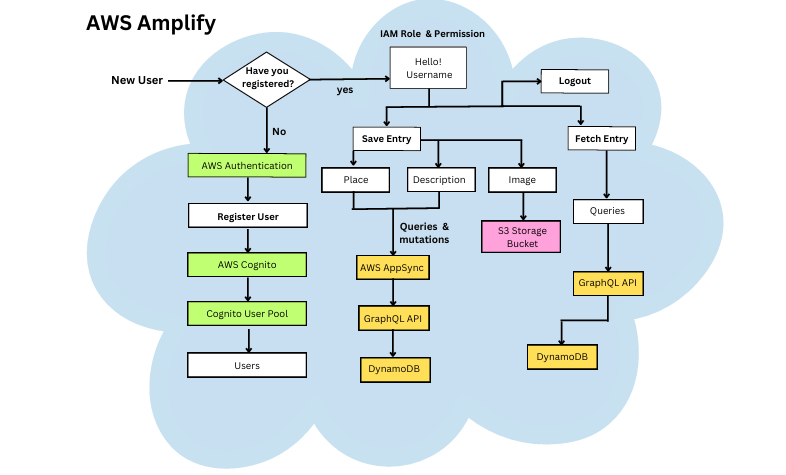 AWS Amplify
IAM Role & Permission
New User
Have you
registered?
yes
Hello!
Username
Logout
No
Save Entry
Fetch Entry
AWS Authentication
Place
Description
Image
Register User
Queries &
mutations
S3 Storage
Bucket
Queries
AWS Cognito
AWS AppSync
GraphQL API
Cognito User Pool
GraphQL API
Users
DynamoDB
DynamoDB